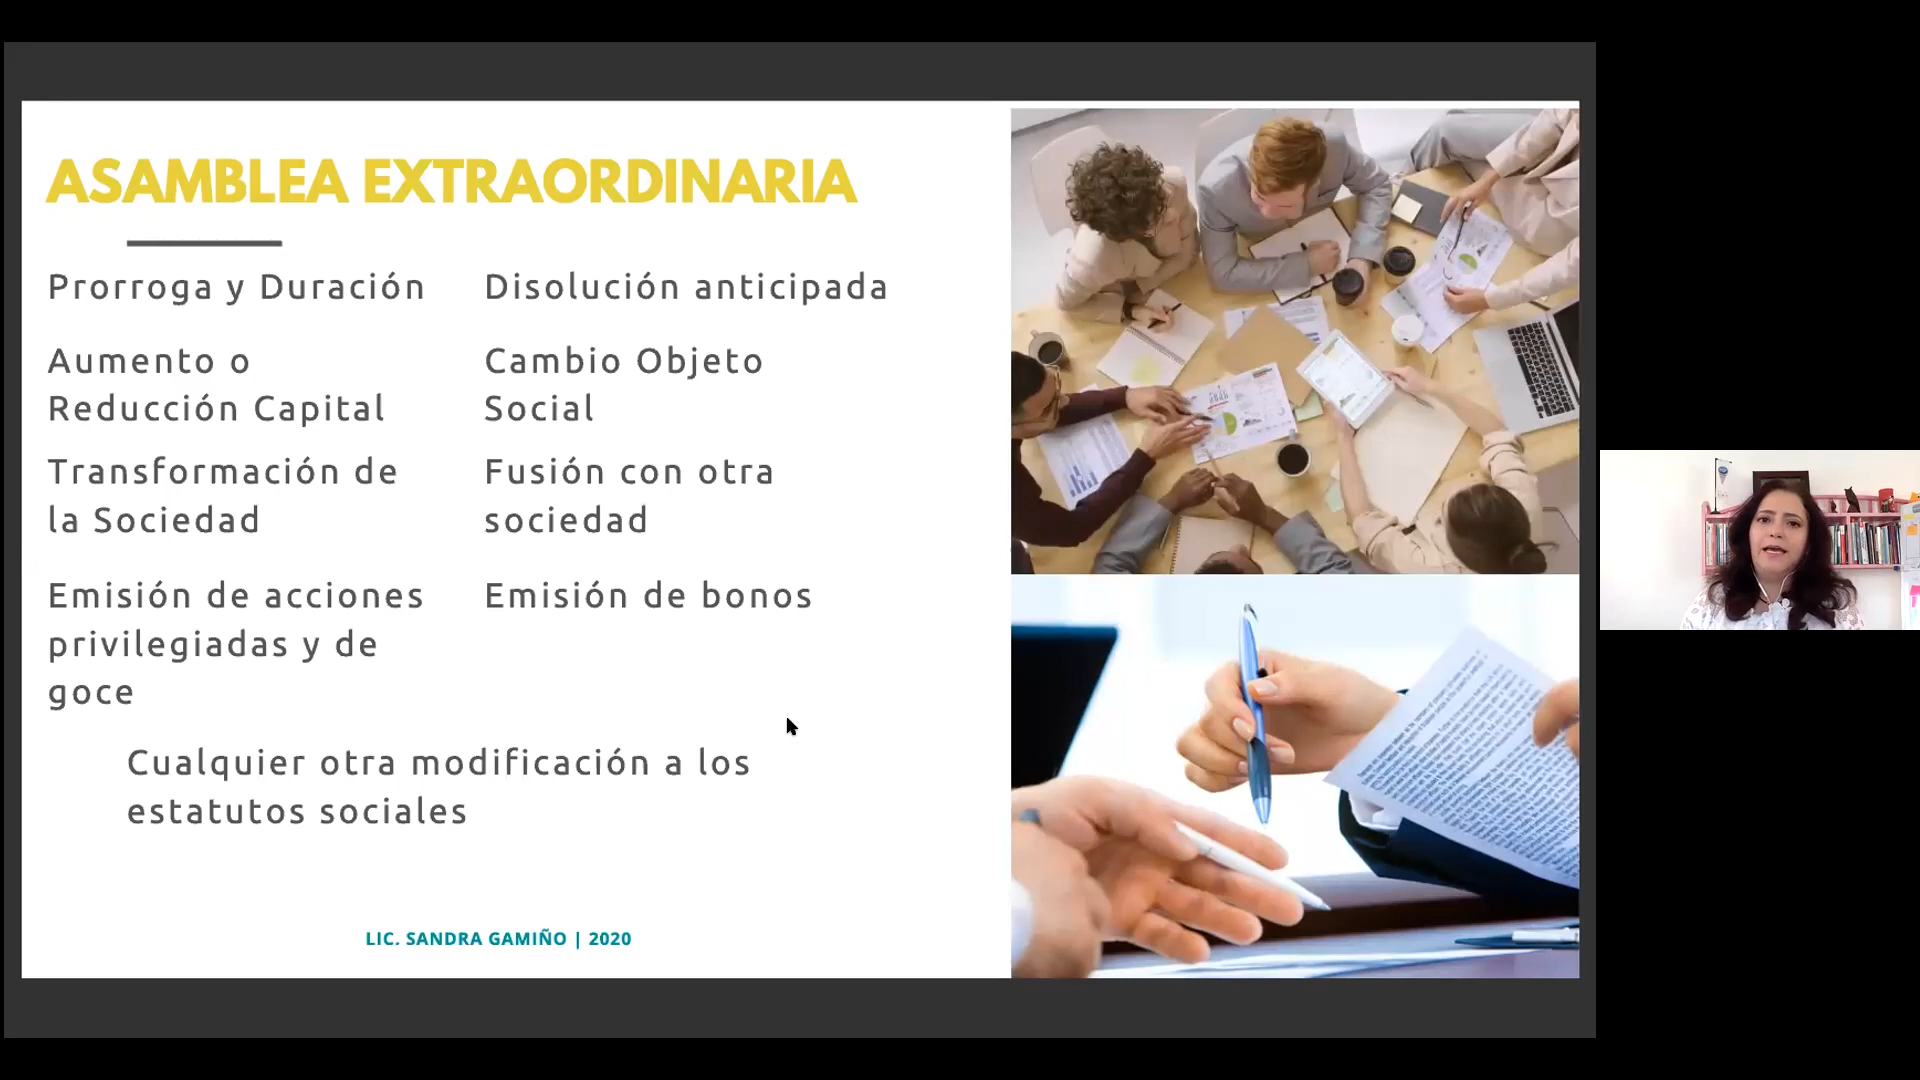 ASAMBLEA EXTRAORDINARIA
Prorroga y Duración
Disolución anticipada
Aumento o
Reducción Capital
Cambio Objeto
Social
Transformación de
la Sociedad
Fusión con otra
sociedad
Emisión de acciones
privilegiadas y de
goce
Emisión de bonos
Cualquier otra modificación a los
estatutos sociales
LIC. SANDRA GAMIÑO | 2020